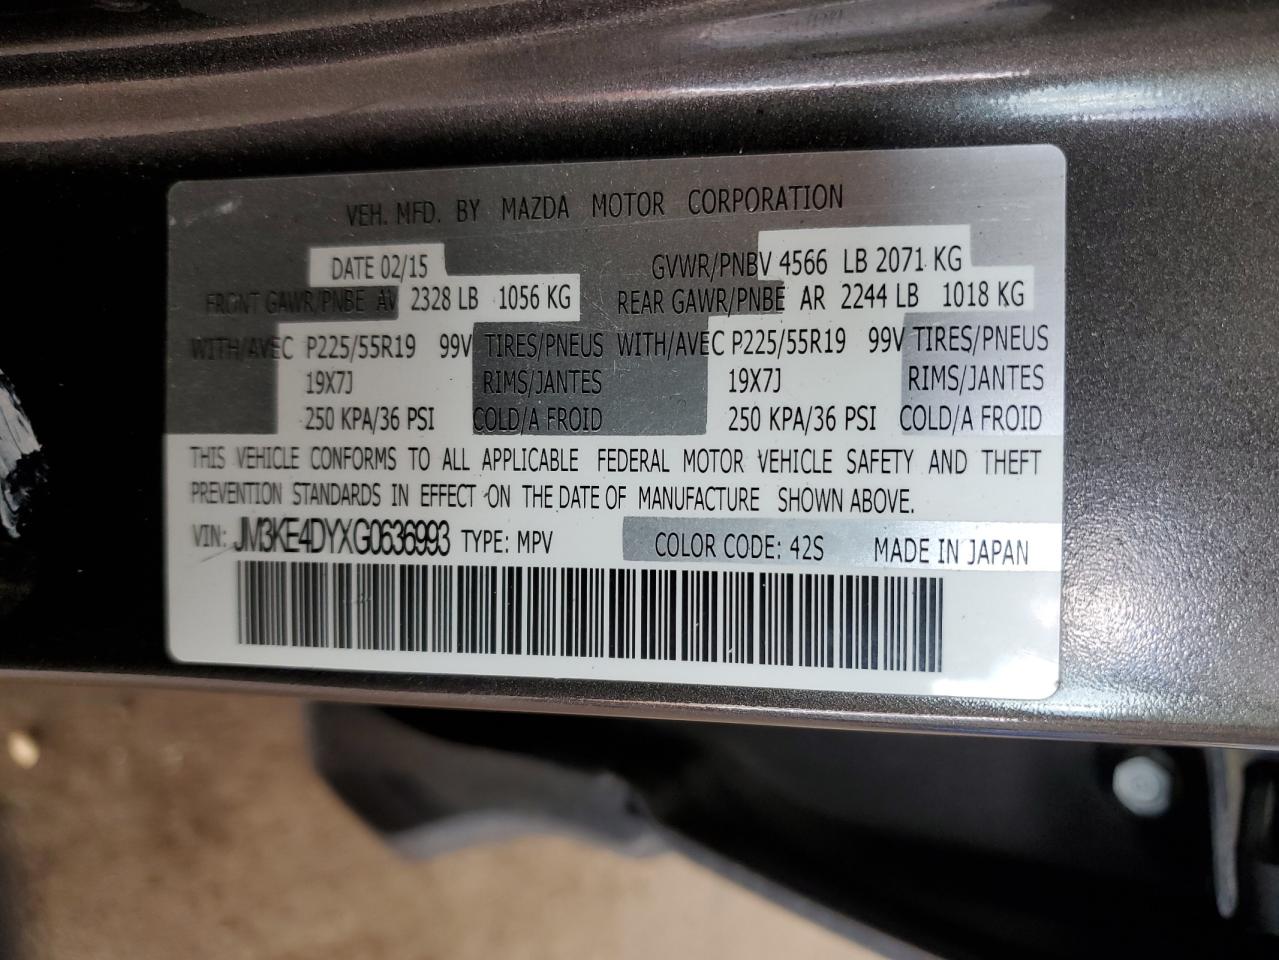 VEH. MFD. BY MAZDA MOTOR CORPORATION
DATE 02/15 GVWR/PNBV 4566 LB 2071 KG
FRONT GAWR/PNBE AV 2328 LB 1056 KG REAR GAWR/PNBE AR 2244 LB 1018 KG
WITH/AVEC P225/55R19 99V TIRES/PNEUS WITH/AVEC P225/55R19 99V TIRES/PNEUS
19X7J RIMS/JANTES 19X7J RIMS/JANTES
250 KPA/36 PSI COLD/A FROID 250 KPA/36 PSI COLD/A FROID
THIS VEHICLE CONFORMS TO ALL APPLICABLE FEDERAL MOTOR VEHICLE SAFETY AND THEFT
PREVENTION STANDARDS IN EFFECT ON THE DATE OF MANUFACTURE SHOWN ABOVE.
VIN: JM3KE4DYXG0636993 TYPE: MPV COLOR CODE: 42S MADE IN JAPAN